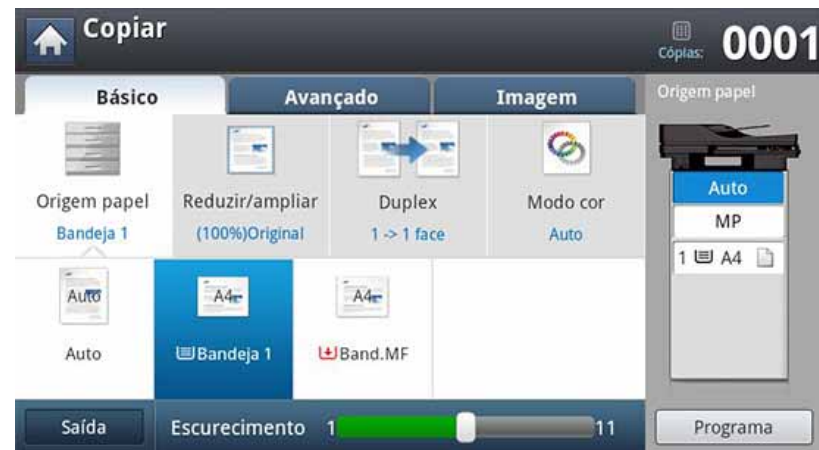 Copiar
Cópias: 0001
Básico Avançado Imagem
Origem papel
Origem papel Reduzir/ampliar Duplex Modo cor
Bandeja 1 (100%)Original 1 -> 1 face Auto
Auto
MP
1 A4
Auto A4 A4
Auto Bandeja 1 Band.MF
Saída Escurecimento 1 11 Programa